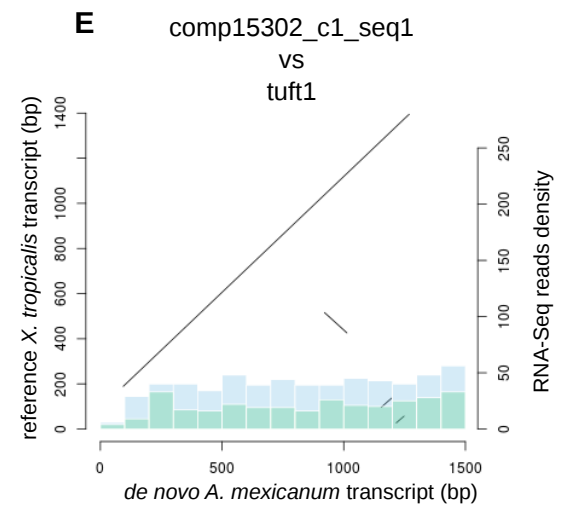 E
comp15302_c1_seq1
vs
tuft1
reference X. tropicalis transcript (bp)
1400
1000
800
600
400
200
0
250
200
150
100
50
0
RNA-Seq reads density
0 500 1000 1500
de novo A. mexicanum transcript (bp)